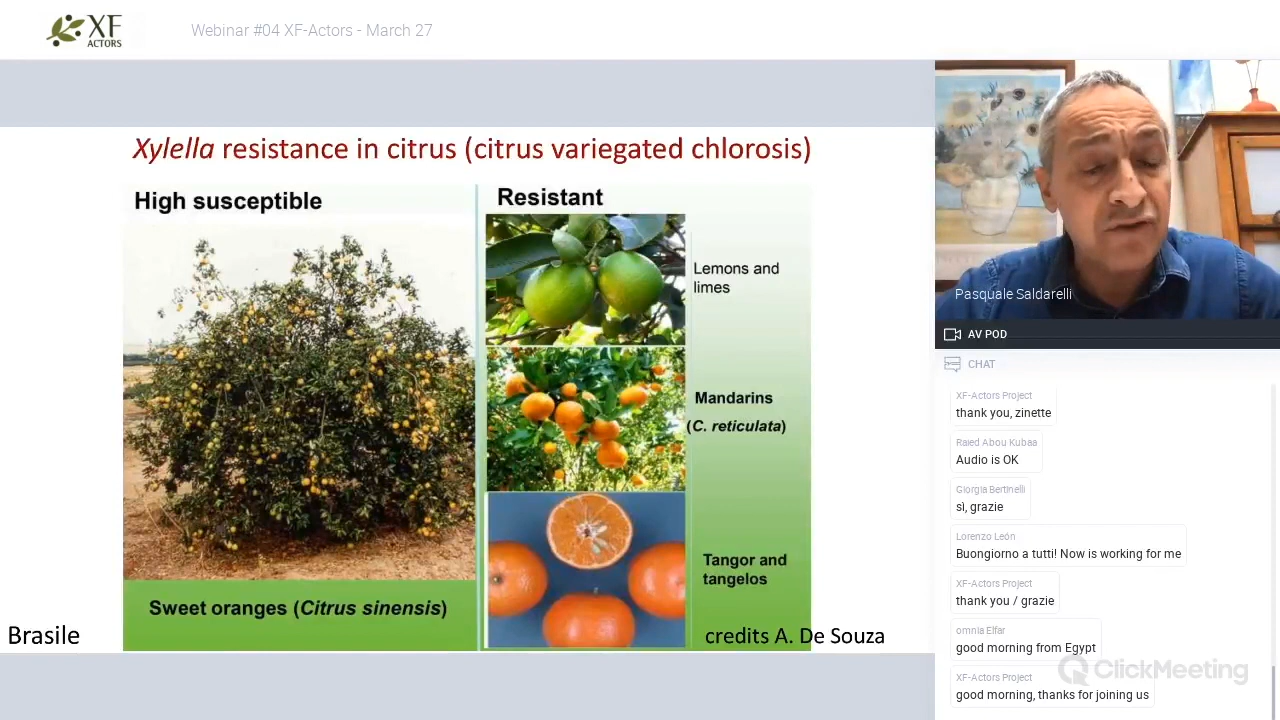 XF
ACTORS
Webinar #04 XF-Actors - March 27
Xylella resistance in citrus (citrus variegated chlorosis)
High susceptible
Resistant
Lemons and
limes
Mandarins
(C. reticulata)
Tangor and
tangelos
Sweet oranges (Citrus sinensis)
Brasile
credits A. De Souza
Pasquale Saldarelli
AV POD
CHAT
XF-Actors Project
thank you, zinette
Raied Abou Kubaa
Audio is OK
Giorgia Bertinelli
sì, grazie
Lorenzo León
Buongiorno a tutti! Now is working for me
XF-Actors Project
thank you / grazie
omnia Elfar
good morning from Egypt
XF-Actors Project
good morning, thanks for joining us
ClickMeeting